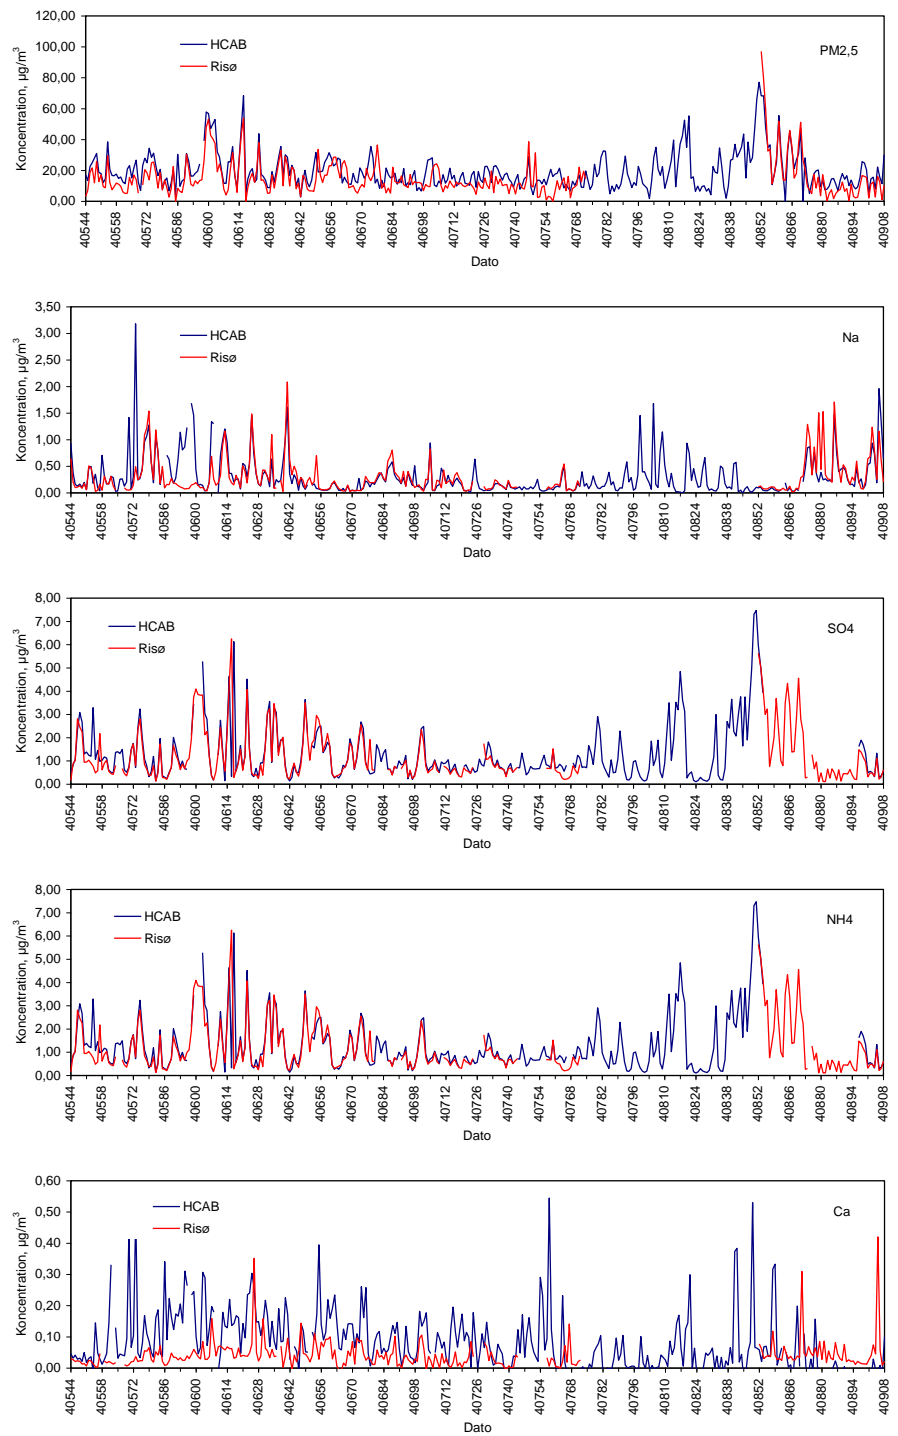 120,00
100,00
80,00
60,00
40,00
20,00
0,00
Koncentration, µg/m³
HCAB
Risø
PM2,5
40544 40558 40572 40586 40600 40614 40628 40642 40656 40670 40684 40698 40712 40726 40740 40754 40768 40782 40796 40810 40824 40838 40852 40866 40880 40894 40908
Dato
3,50
3,00
2,50
2,00
1,50
1,00
0,50
0,00
Koncentration, µg/m³
HCAB
Risø
Na
40544 40558 40572 40586 40600 40614 40628 40642 40656 40670 40684 40698 40712 40726 40740 40754 40768 40782 40796 40810 40824 40838 40852 40866 40880 40894 40908
Dato
8,00
7,00
6,00
5,00
4,00
3,00
2,00
1,00
0,00
Koncentration, µg/m³
HCAB
Risø
SO4
40544 40558 40572 40586 40600 40614 40628 40642 40656 40670 40684 40698 40712 40726 40740 40754 40768 40782 40796 40810 40824 40838 40852 40866 40880 40894 40908
Dato
8,00
7,00
6,00
5,00
4,00
3,00
2,00
1,00
0,00
Koncentration, µg/m³
HCAB
Risø
NH4
40544 40558 40572 40586 40600 40614 40628 40642 40656 40670 40684 40698 40712 40726 40740 40754 40768 40782 40796 40810 40824 40838 40852 40866 40880 40894 40908
Dato
0,60
0,50
0,40
0,30
0,20
0,10
0,00
Koncentration, µg/m³
HCAB
Risø
Ca
40544 40558 40572 40586 40600 40614 40628 40642 40656 40670 40684 40698 40712 40726 40740 40754 40768 40782 40796 40810 40824 40838 40852 40866 40880 40894 40908
Dato